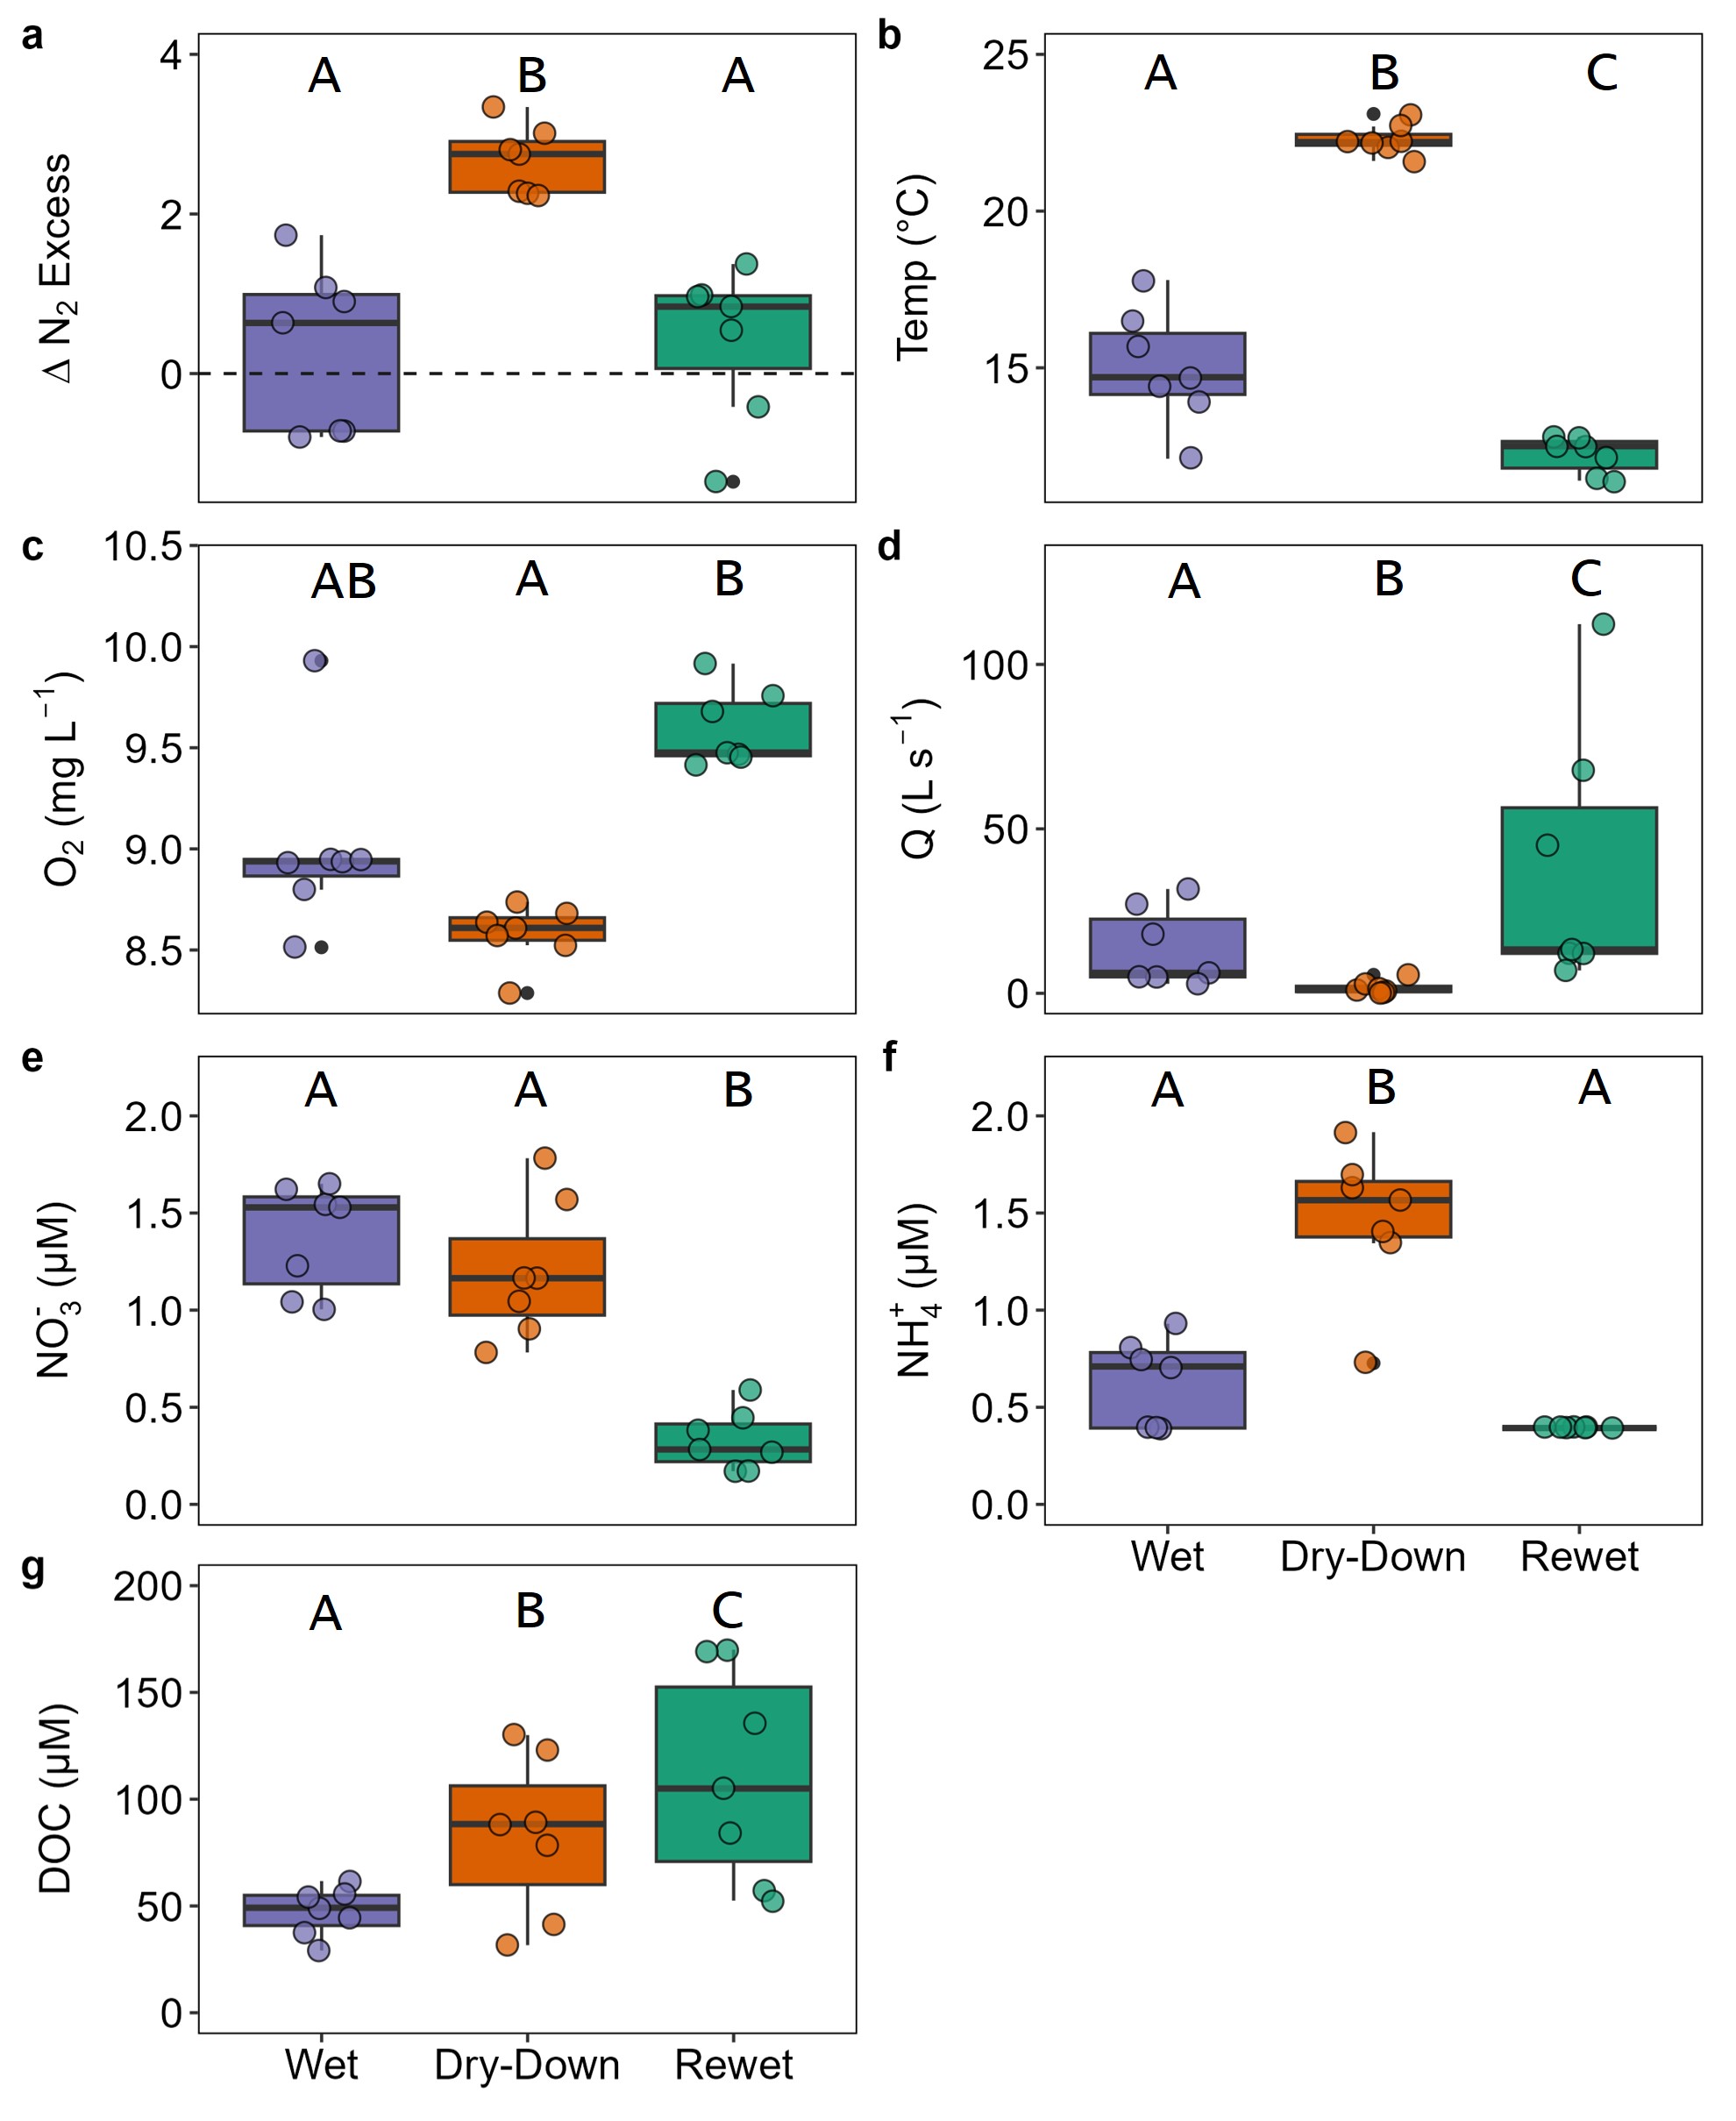 a
4
2
0
Δ N₂ Excess
A B A
b
25
20
15
Temp (°C)
A B C
c
10.5
10.0
9.5
9.0
8.5
O₂ (mg L⁻¹)
AB A B
d
100
50
0
Q (L s⁻¹)
A B C
e
2.0
1.5
1.0
0.5
0.0
NO₃⁻ (µM)
A A B
f
2.0
1.5
1.0
0.5
0.0
NH₄⁺ (µM)
A B A
Wet Dry-Down Rewet
g
200
150
100
50
0
DOC (µM)
A B C
Wet Dry-Down Rewet